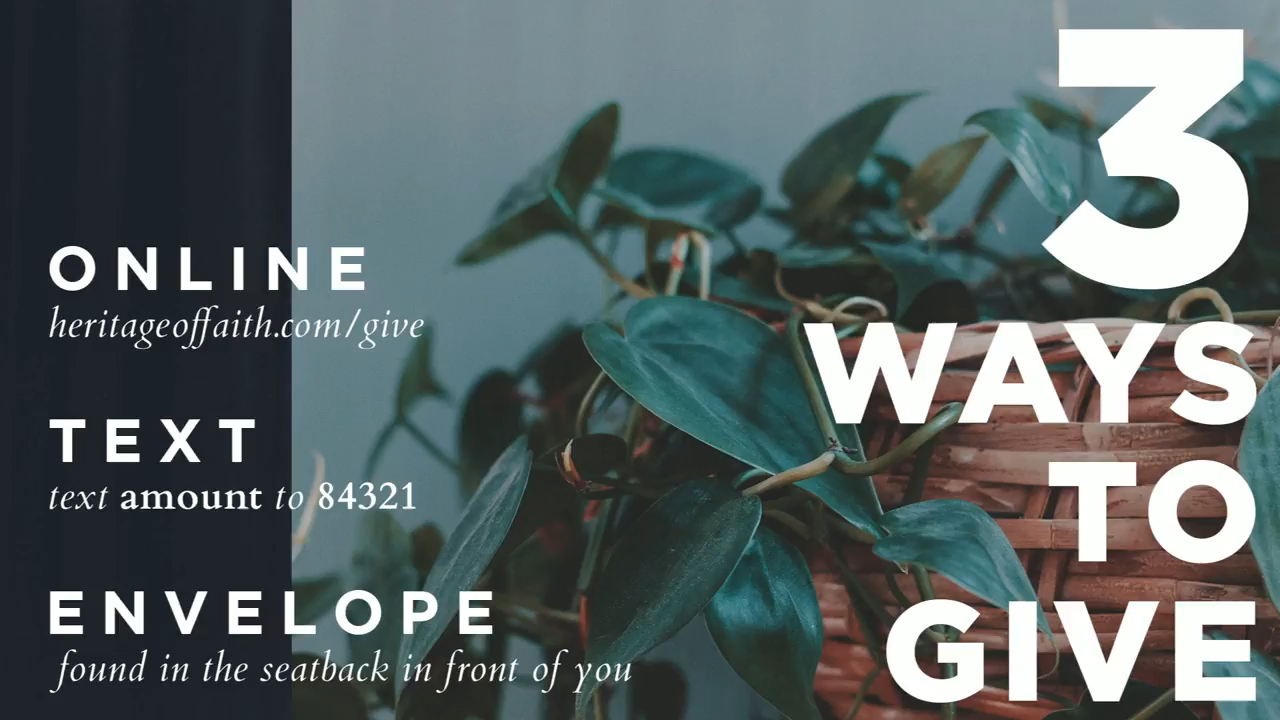 3
WAYS
TO
GIVE
ONLINE
heritageoffaith.com/give
TEXT
text amount to 84321
ENVELOPE
found in the seatback in front of you